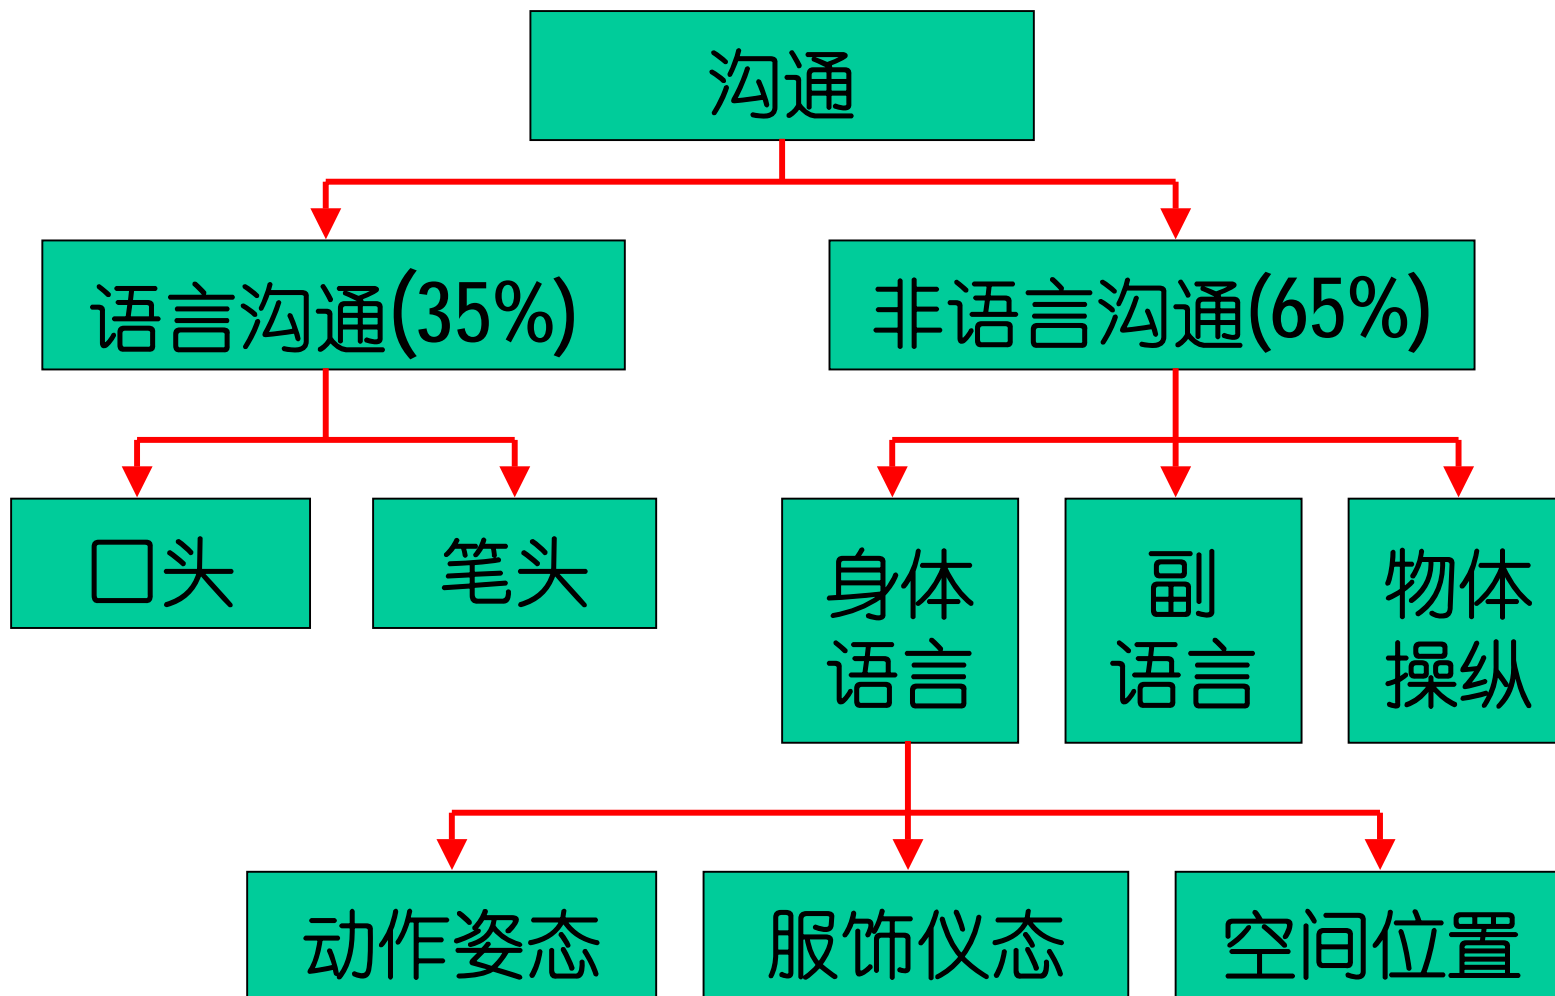 沟通
语言沟通(35%)
非语言沟通(65%)
口头
笔头
身体
语言
副
语言
物体
操纵
动作姿态
服饰仪态
空间位置